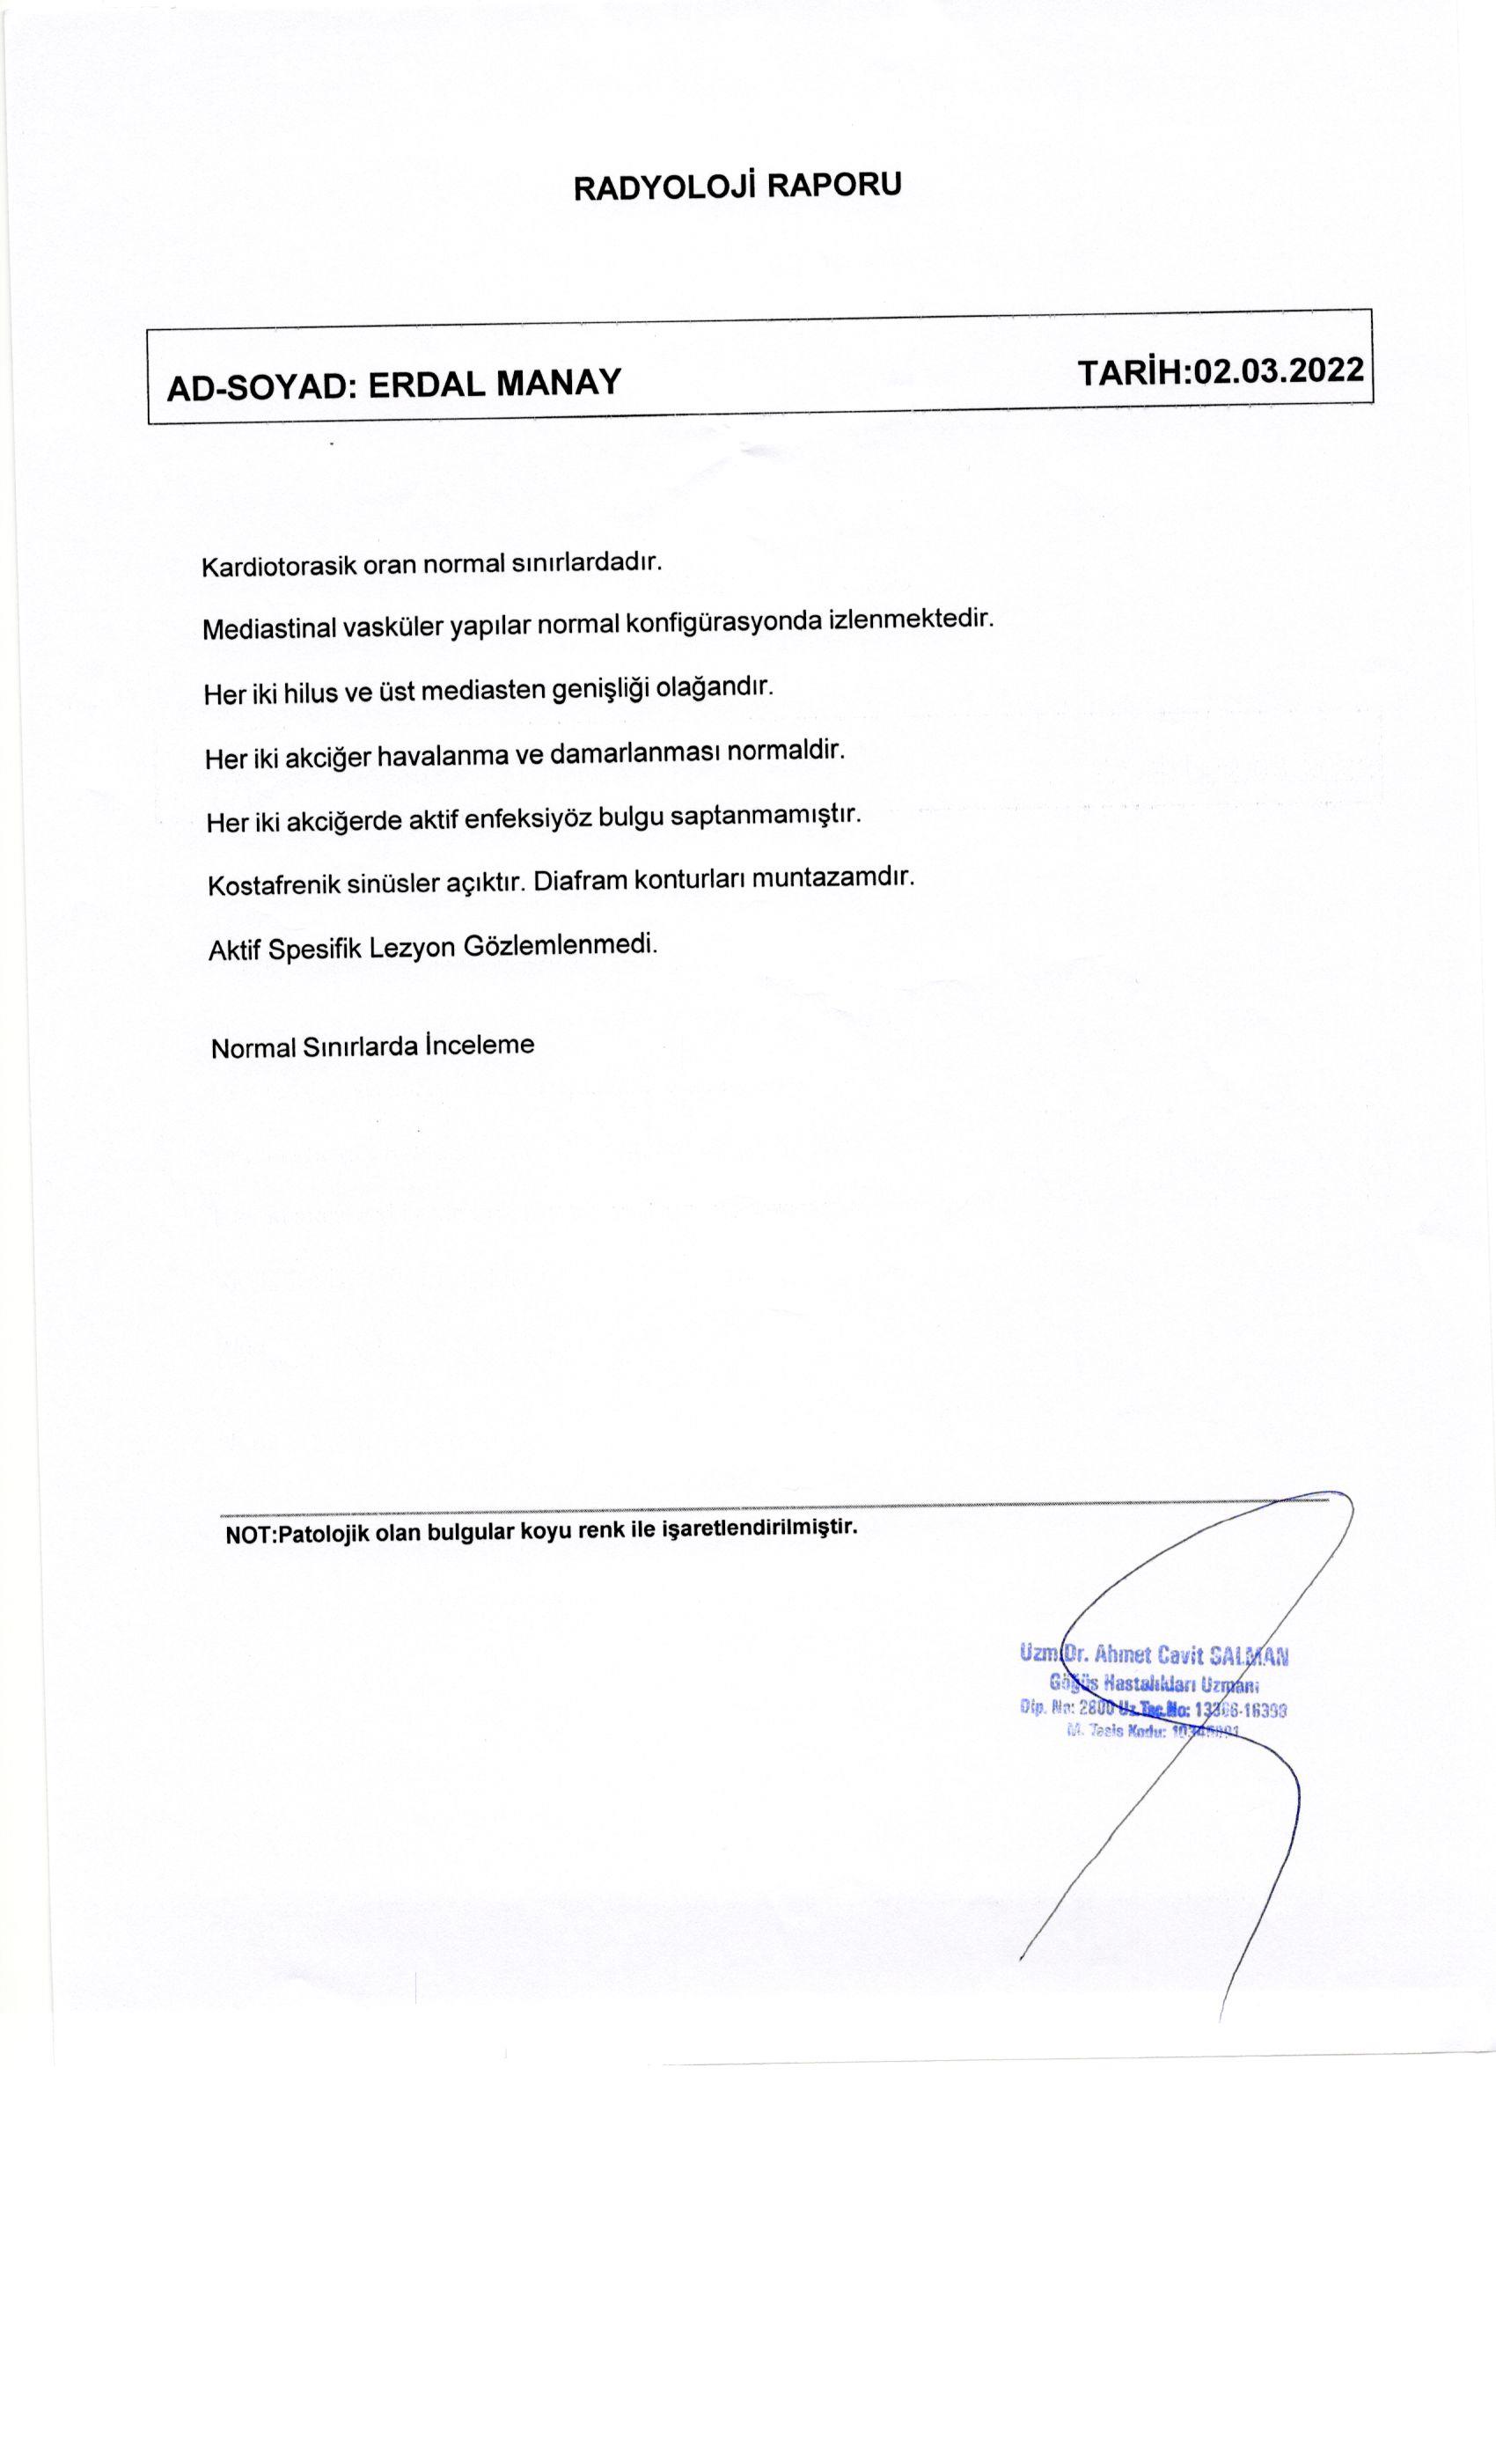 RADYOLOJİ RAPORU
AD-SOYAD: ERDAL MANAY TARİH:02.03.2022
Kardiotorasik oran normal sınırlardadır.
Mediastinal vasküler yapılar normal konfigürasyonda izlenmektedir.
Her iki hilus ve üst mediasten genişliği olağandır.
Her iki akciğer havalanma ve damarlanması normaldir.
Her iki akciğerde aktif enfeksiyöz bulgu saptanmamıştır.
Kostafrenik sinüsler açıktır. Diafram konturları muntazamdır.
Aktif Spesifik Lezyon Gözlemlenmedi.
Normal Sınırlarda İnceleme
NOT:Patolojik olan bulgular koyu renk ile işaretlendirilmiştir.
Uzm.Dr. Ahmet Cavit SALMAN
Göğüs Hastalıkları Uzmanı
Dip. No: 2800 Uz.Tsc.No:
M. Tesis Kodu: